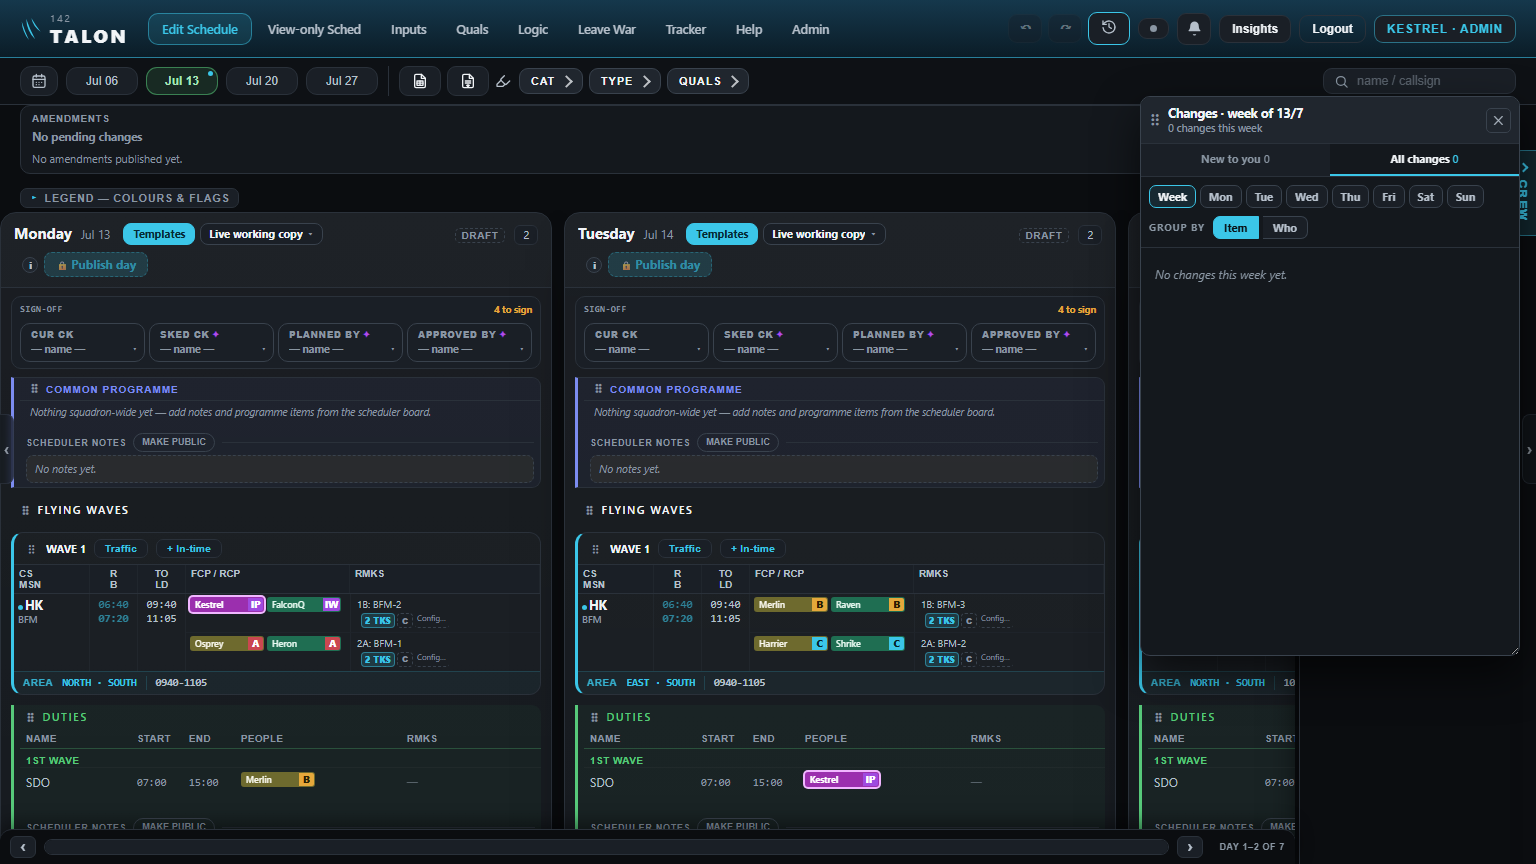 142
TALON
Edit Schedule View-only Sched Inputs Quals Logic Leave War Tracker Help Admin Insights Logout KESTREL · ADMIN
Jul 06 Jul 13 Jul 20 Jul 27 CAT TYPE QUALS name / callsign
AMENDMENTS
No pending changes
No amendments published yet.
LEGEND — COLOURS & FLAGS
Monday Jul 13 Templates Live working copy DRAFT 2
i Publish day
SIGN-OFF 4 to sign
CUR CK SKED CK PLANNED BY APPROVED BY
— name — — name — — name — — name —
COMMON PROGRAMME
Nothing squadron-wide yet — add notes and programme items from the scheduler board.
SCHEDULER NOTES MAKE PUBLIC
No notes yet.
FLYING WAVES
WAVE 1 Traffic + In-time
CS R TO FCP / RCP RMKS
MSN B LD
HK 06:40 09:40 Kestrel IP FalconQ IW 1B: BFM-2
BFM 07:20 11:05 2 TKS C Config...
Osprey A Heron A 2A: BFM-1
2 TKS C Config...
AREA NORTH · SOUTH 0940-1105
DUTIES
NAME START END PEOPLE RMKS
1ST WAVE
SDO 07:00 15:00 Merlin B —
SCHEDULER NOTES MAKE PUBLIC
Tuesday Jul 14 Templates Live working copy DRAFT 2
i Publish day
SIGN-OFF 4 to sign
CUR CK SKED CK PLANNED BY APPROVED BY
— name — — name — — name — — name —
COMMON PROGRAMME
Nothing squadron-wide yet — add notes and programme items from the scheduler board.
SCHEDULER NOTES MAKE PUBLIC
No notes yet.
FLYING WAVES
WAVE 1 Traffic + In-time
CS R TO FCP / RCP RMKS
MSN B LD
HK 06:40 09:40 Merlin B Raven B 1B: BFM-3
BFM 07:20 11:05 2 TKS C Config...
Harrier C Shrike C 2A: BFM-2
2 TKS C Config...
AREA EAST · SOUTH 0940-1105
DUTIES
NAME START END PEOPLE RMKS
1ST WAVE
SDO 07:00 15:00 Kestrel IP —
SCHEDULER NOTES MAKE PUBLIC
AREA NORTH · SOUTH 10
DUTIES
NAME START
1ST WAVE
SDO 07:00
SCHEDULER NOTES MAKE
Changes · week of 13/7
0 changes this week
New to you 0 All changes 0
Week Mon Tue Wed Thu Fri Sat Sun
GROUP BY Item Who
No changes this week yet.
CREW
DAY 1–2 OF 7